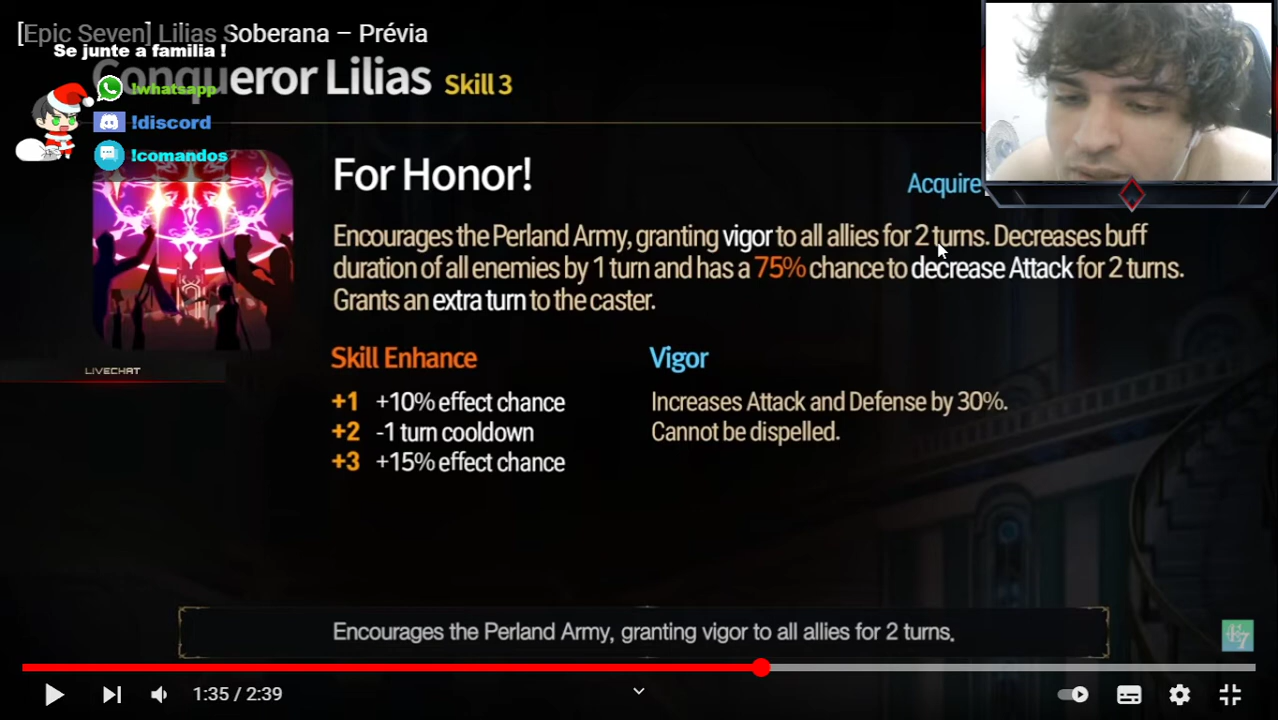 [Epic Seven] Lilias Soberana – Prévia
Se junte a familia !
Conqueror Lilias Skill 3
!whatsapp
!discord
!comandos
For Honor!
Acquire
Encourages the Perland Army, granting vigor to all allies for 2 turns. Decreases buff
duration of all enemies by 1 turn and has a 75% chance to decrease Attack for 2 turns.
Grants an extra turn to the caster.
LIVECHAT
Skill Enhance
+1 +10% effect chance
+2 -1 turn cooldown
+3 +15% effect chance
Vigor
Increases Attack and Defense by 30%.
Cannot be dispelled.
Encourages the Perland Army, granting vigor to all allies for 2 turns.
1:35 / 2:39